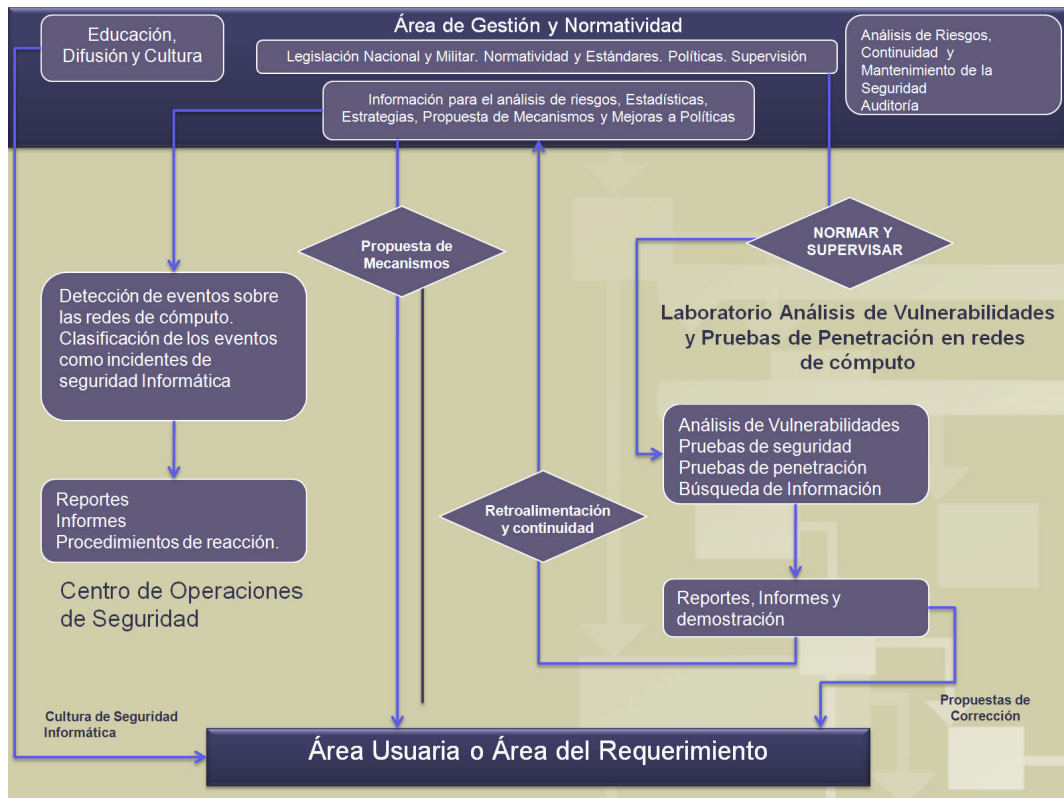 Educación,
Difusión y Cultura
Área de Gestión y Normatividad
Legislación Nacional y Militar. Normatividad y Estándares. Políticas. Supervisión
Análisis de Riesgos,
Continuidad y
Mantenimiento de la
Seguridad
Auditoría
Información para el análisis de riesgos, Estadísticas,
Estrategias, Propuesta de Mecanismos y Mejoras a Políticas
Propuesta de
Mecanismos
NORMAR Y
SUPERVISAR
Detección de eventos sobre
las redes de cómputo.
Clasificación de los eventos
como incidentes de
seguridad Informática
Laboratorio Análisis de Vulnerabilidades
y Pruebas de Penetración en redes
de cómputo
Análisis de Vulnerabilidades
Pruebas de seguridad
Pruebas de penetración
Búsqueda de Información
Reportes
Informes
Procedimientos de reacción.
Retroalimentación
y continuidad
Centro de Operaciones
de Seguridad
Reportes, Informes y
demostración
Cultura de Seguridad
Informática
Propuestas de
Corrección
Área Usuaria o Área del Requerimiento